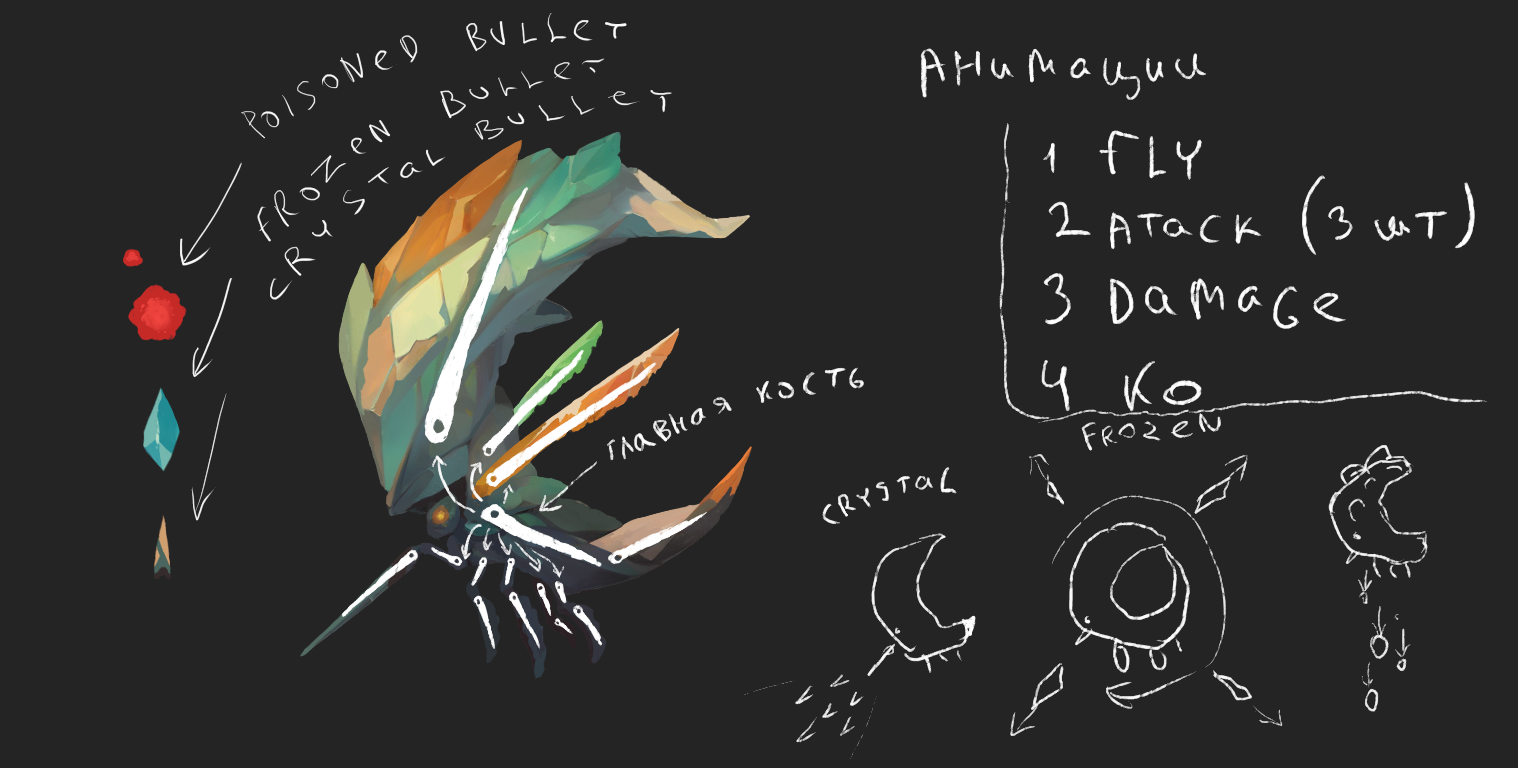 POISONED BULLET
FROZEN BULLET
CRYSTAL BULLET
Анимации
1 FLY
2 ATACK (3 шт)
3 DAMAGE
4 KO
главная кость
CRYSTAL
FROZEN